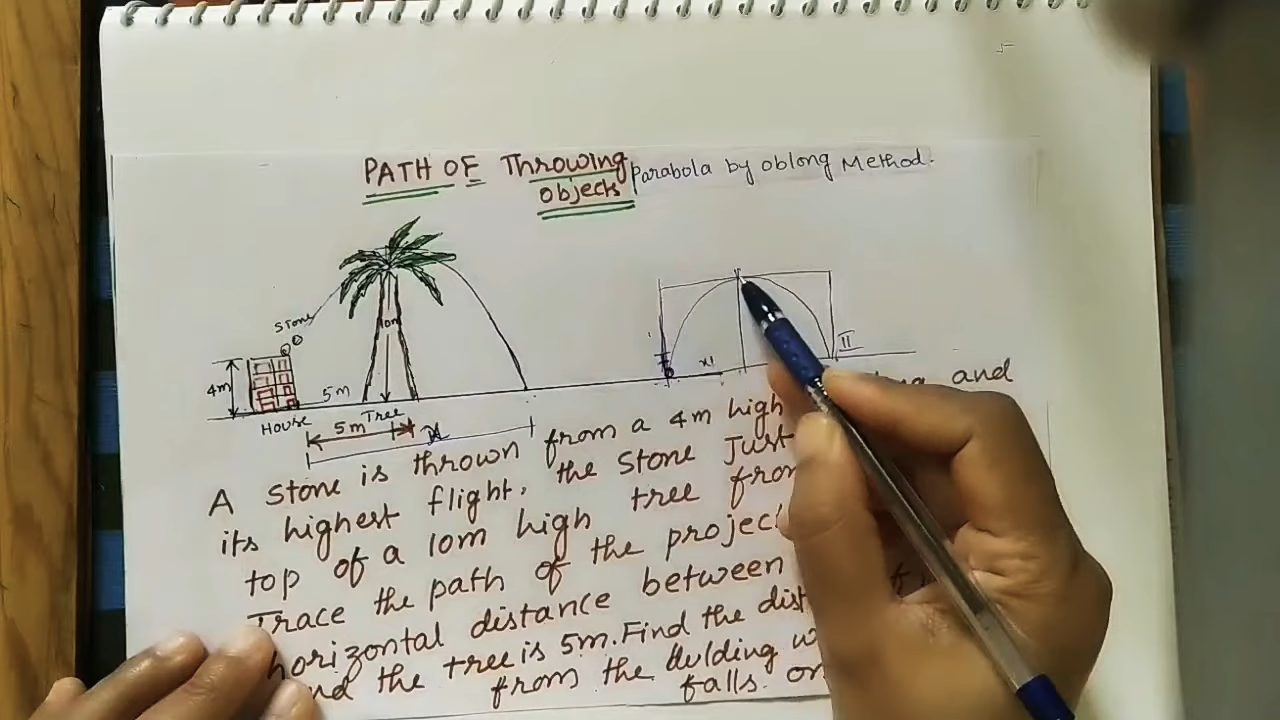 PATH OF Throwing Parabola by oblong Method.
Objects
Stone
10m
4m
5m
x1
II
House
Tree
5m
x
A stone is thrown from a 4m high and
its highest flight, the stone Just
top of a 10m high tree from
Trace the path of the project
horizontal distance between
the tree is 5m. Find the dist
from the Building
falls. on